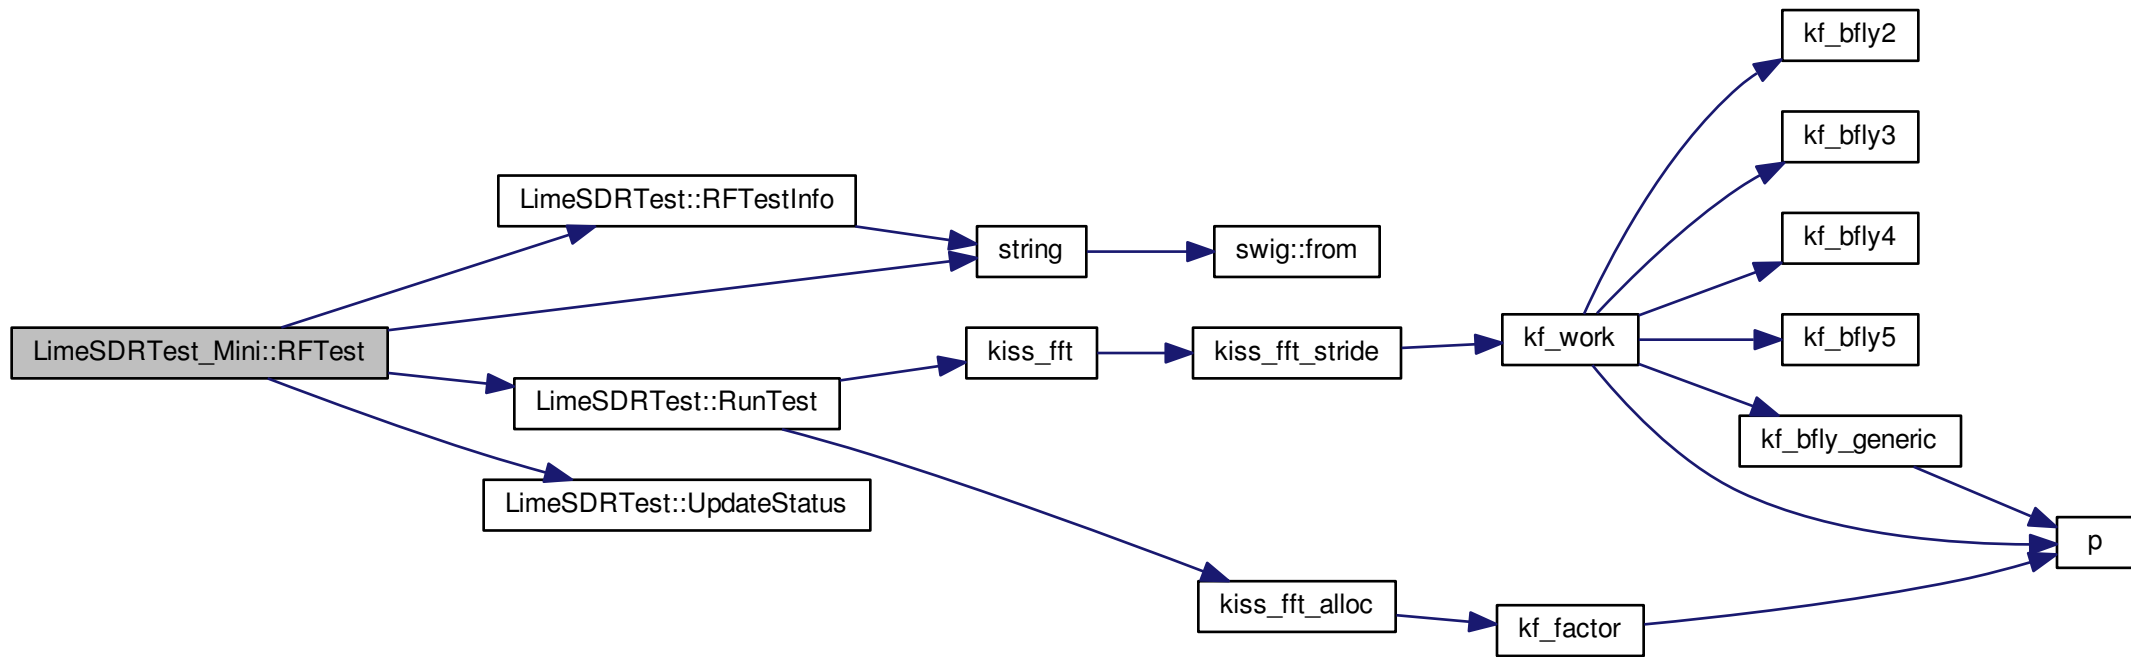 kf_bfly2
kf_bfly3
LimeSDRTest::RFTestInfo
kf_bfly4
string
swig::from
LimeSDRTest_Mini::RFTest
kiss_fft
kiss_fft_stride
kf_work
kf_bfly5
LimeSDRTest::RunTest
kf_bfly_generic
LimeSDRTest::UpdateStatus
p
kiss_fft_alloc
kf_factor